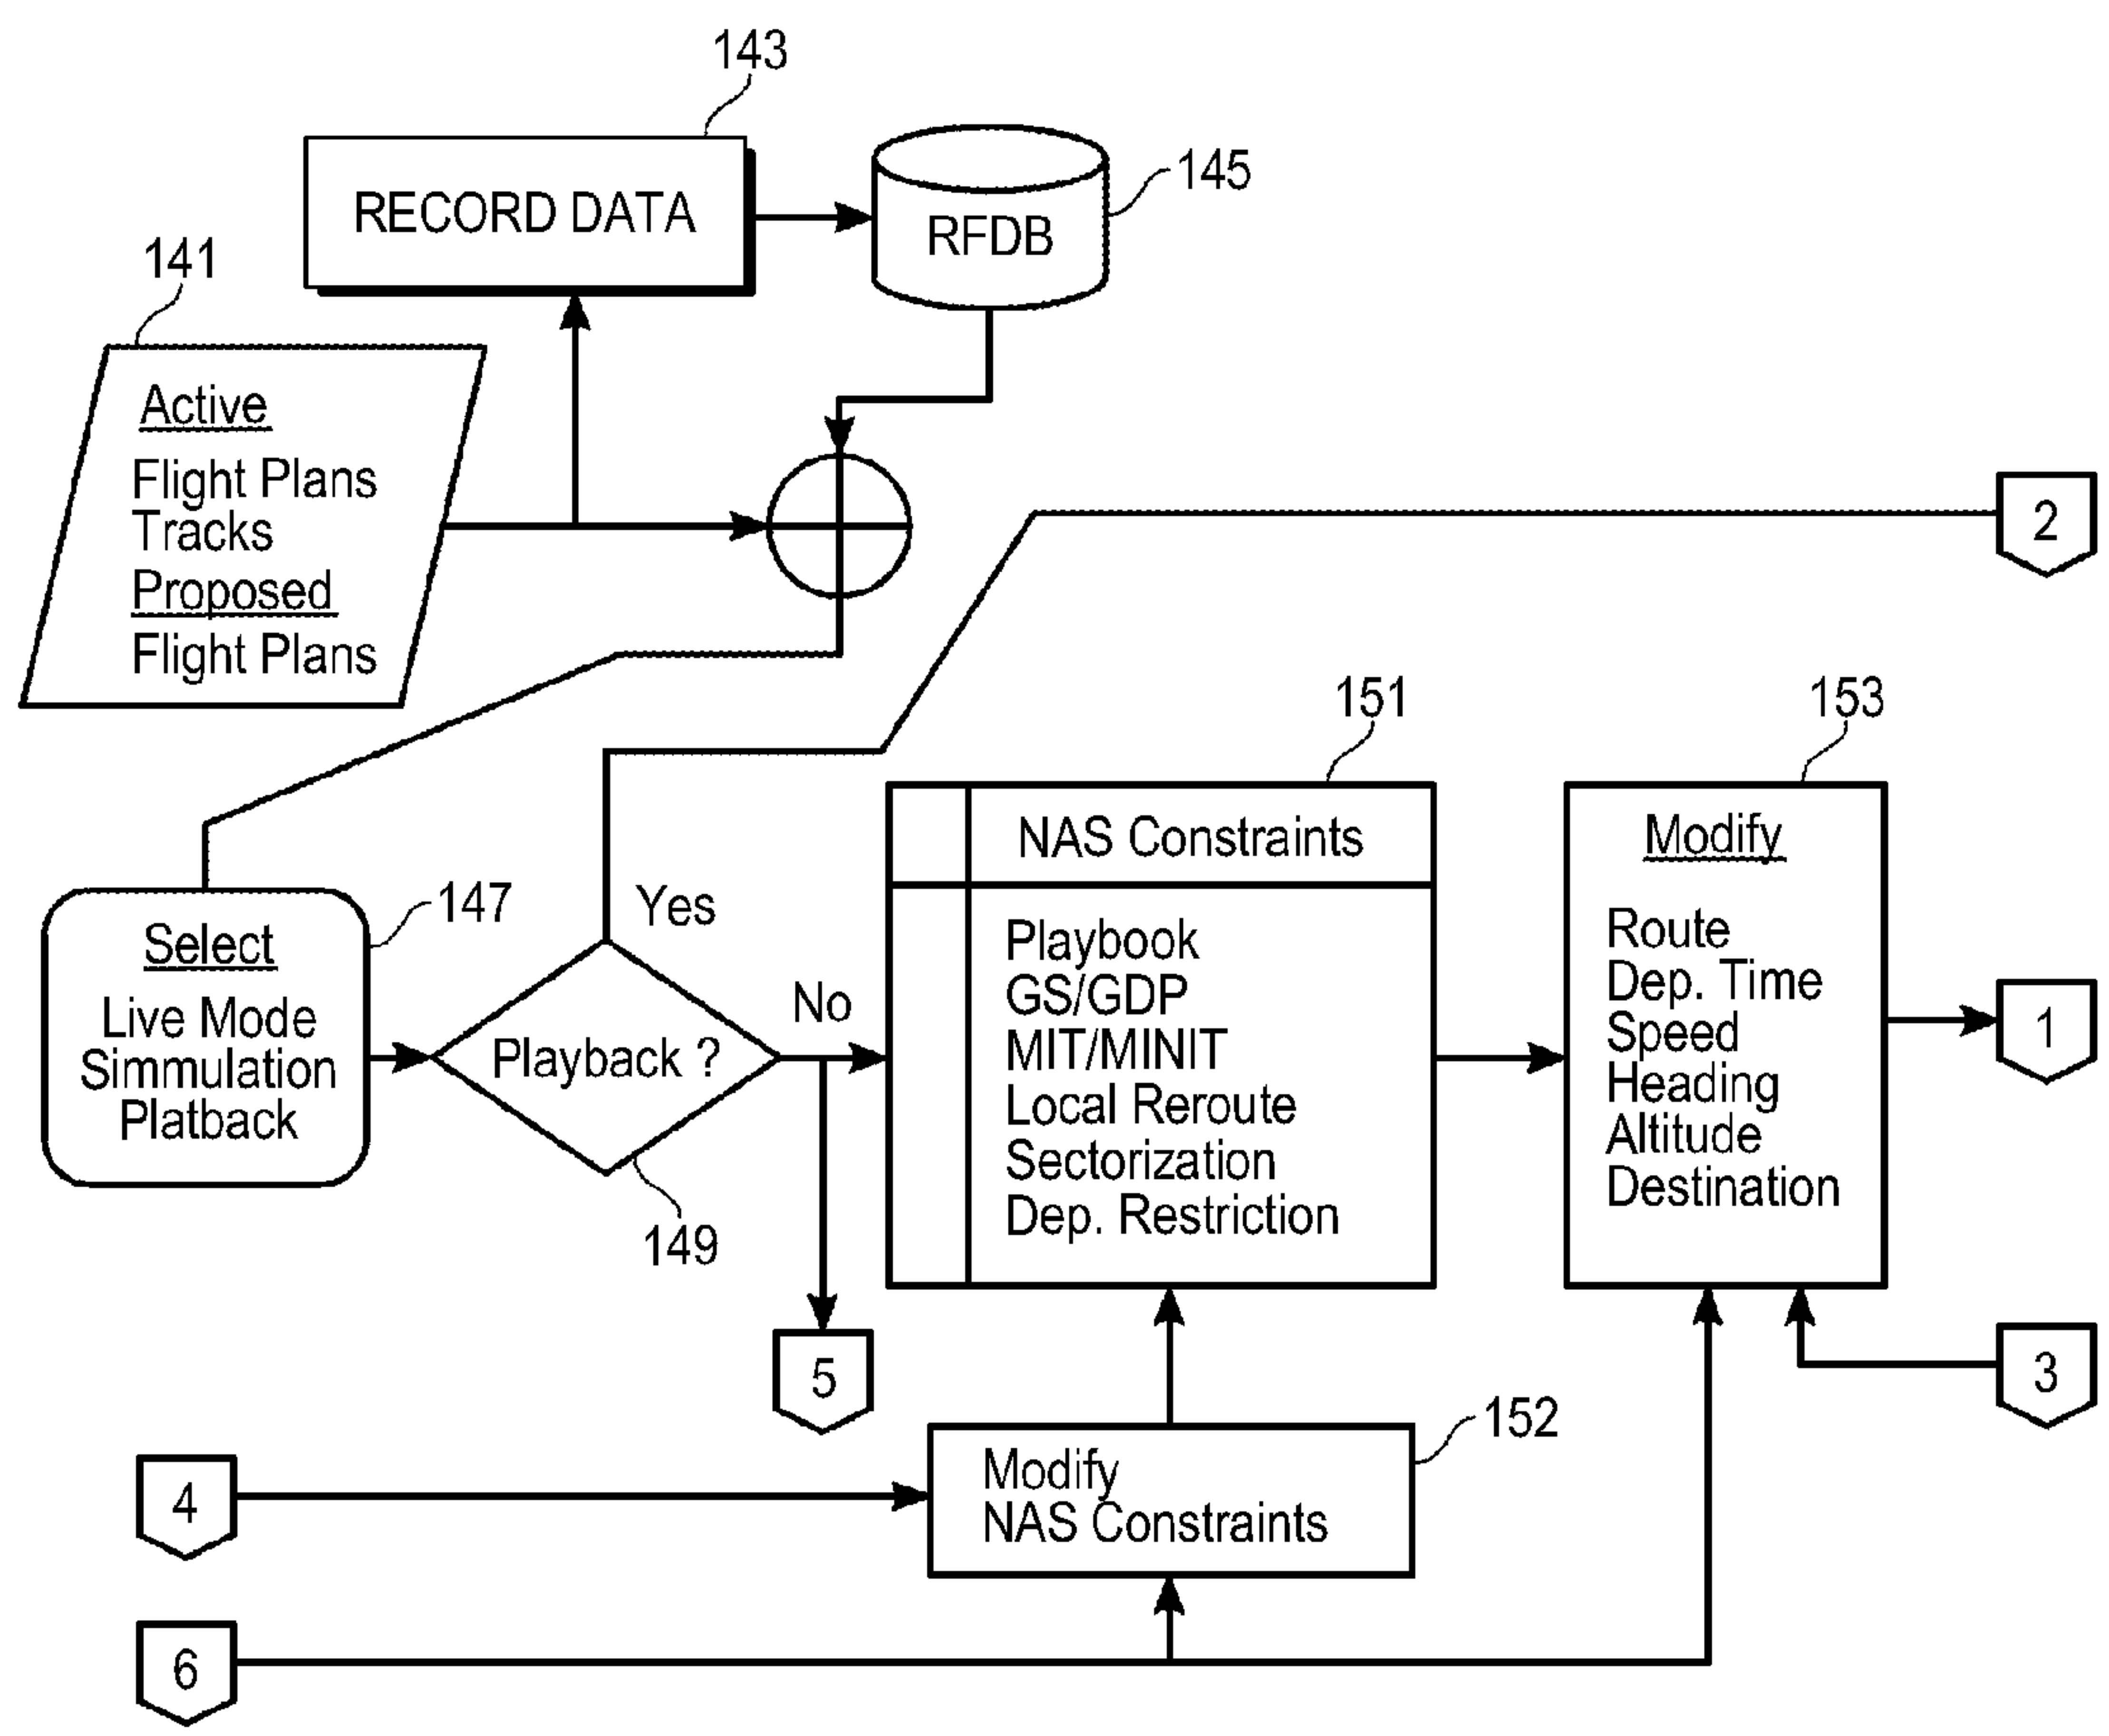 143
RECORD DATA
145
RFDB
141
Active
Flight Plans
Tracks
Proposed
Flight Plans
2
151
153
NAS Constraints
Playbook
GS/GDP
MIT/MINIT
Local Reroute
Sectorization
Dep. Restriction
Modify
Route
Dep. Time
Speed
Heading
Altitude
Destination
147
Select
Live Mode
Simmulation
Platback
Yes
No
Playback ?
149
1
5
3
152
4
Modify
NAS Constraints
6